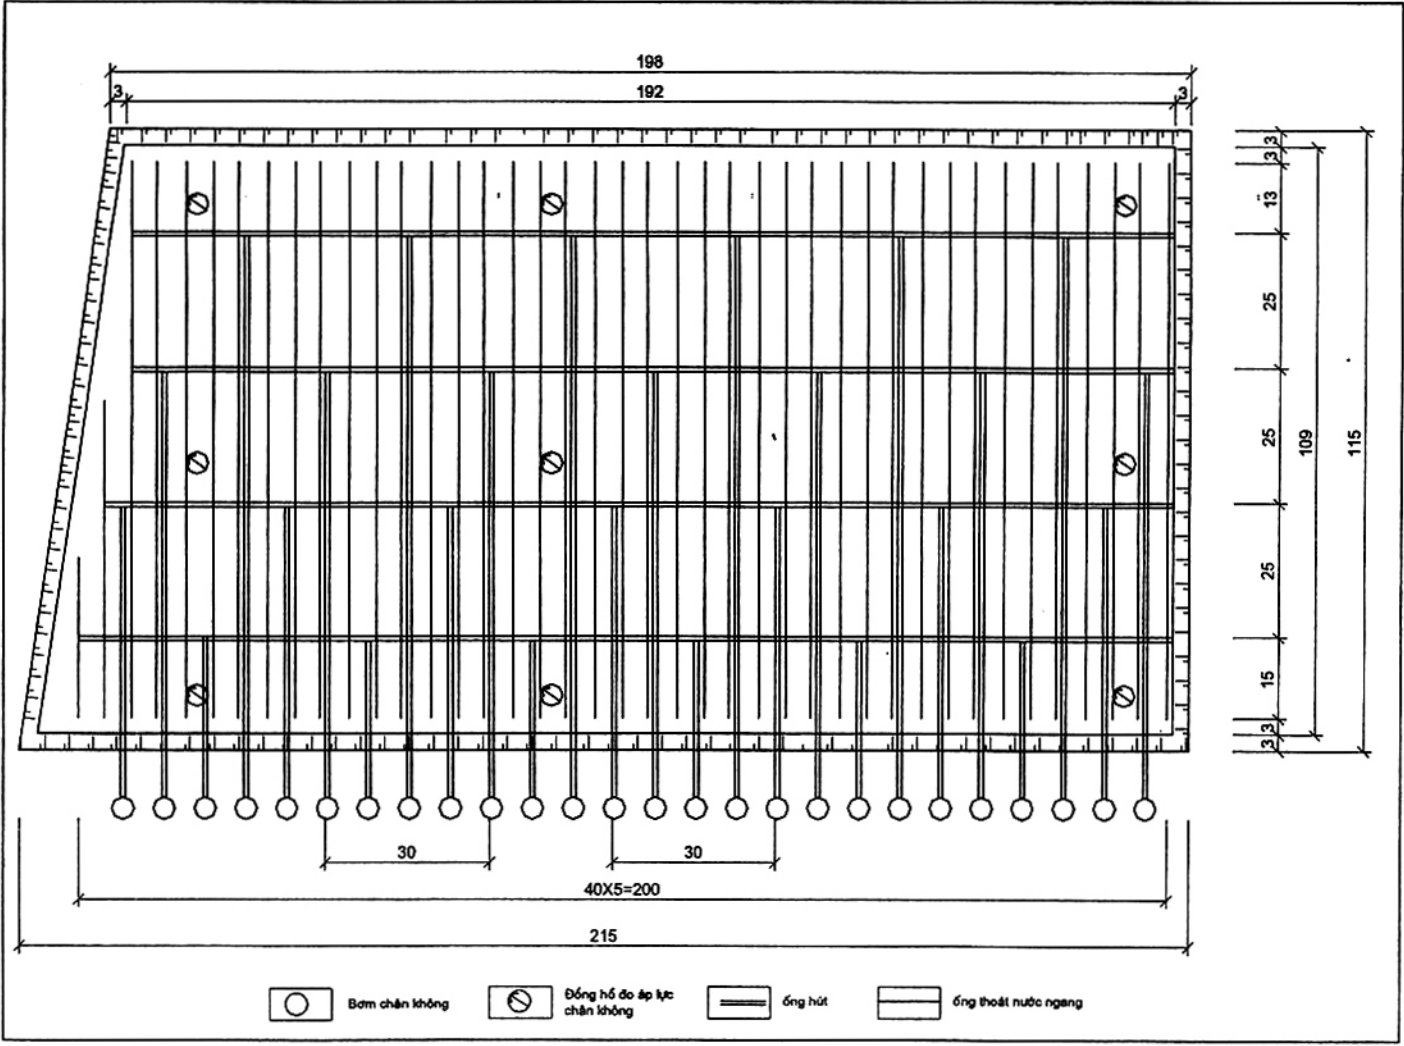 198
3 192 3
3
3
13
25
25
25
15
3
3
109
115
30 30
40X5=200
215
Bơm chân không
Đồng hồ đo áp lực
chân không
ống hút
ống thoát nước ngang